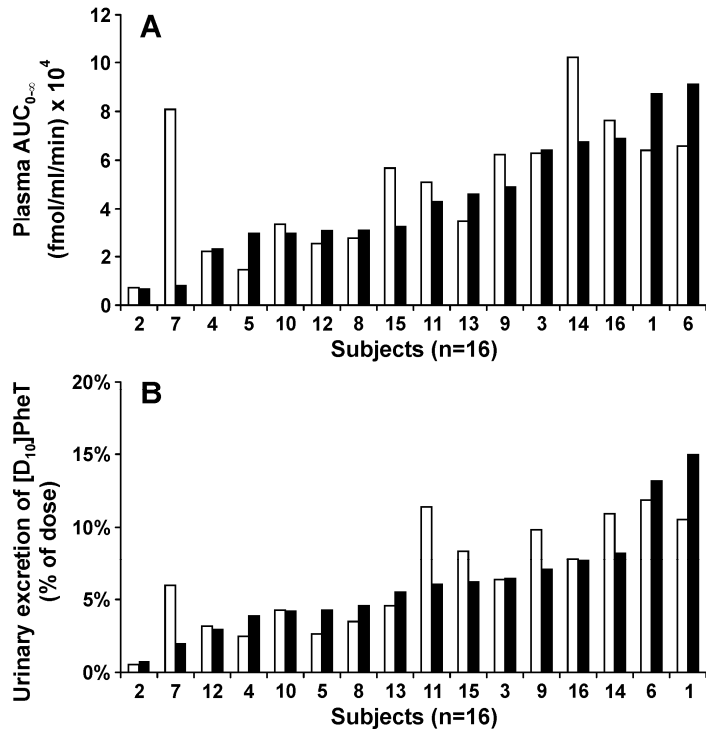 A
Plasma AUC0-∞
(fmol/ml/min) x 10^4
12
10
8
6
4
2
0
2 7 4 5 10 12 8 15 11 13 9 3 14 16 1 6
Subjects (n=16)
B
Urinary excretion of [D10]PheT
(% of dose)
20%
15%
10%
5%
0%
2 7 12 4 10 5 8 13 11 15 3 9 16 14 6 1
Subjects (n=16)